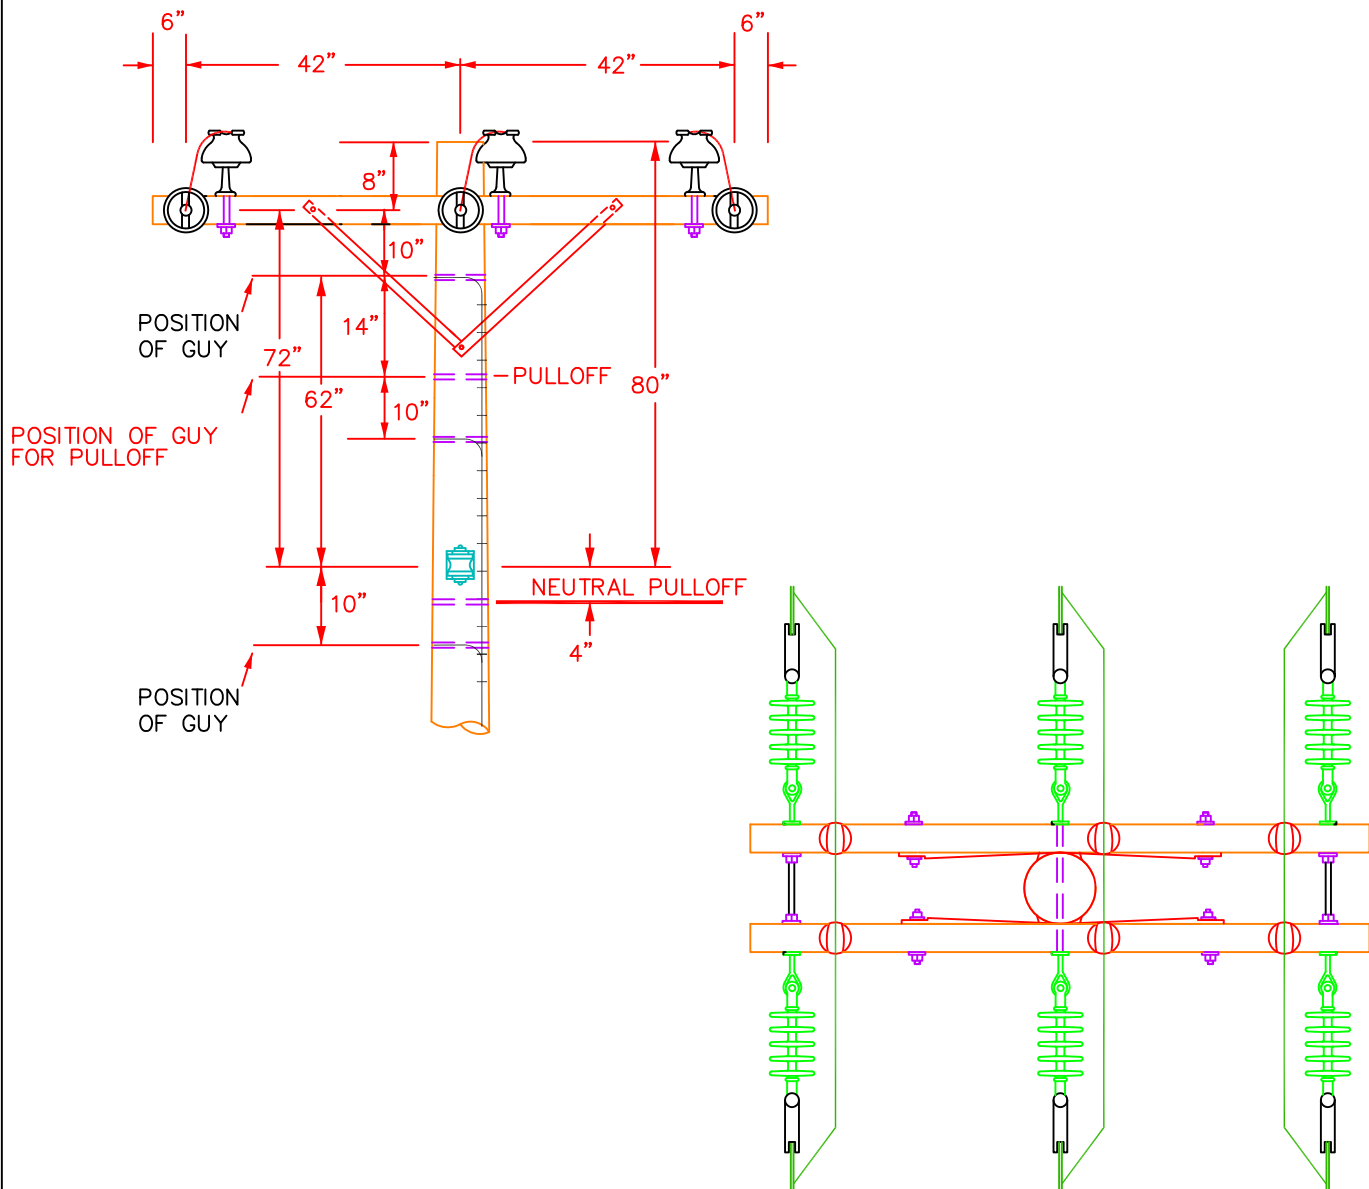 6”
6”
42”
42”
8”
10”
POSITION
OF GUY
14”
72”
62”
PULLOFF
80”
10”
POSITION OF GUY
FOR PULLOFF
NEUTRAL PULLOFF
10”
4”
POSITION
OF GUY